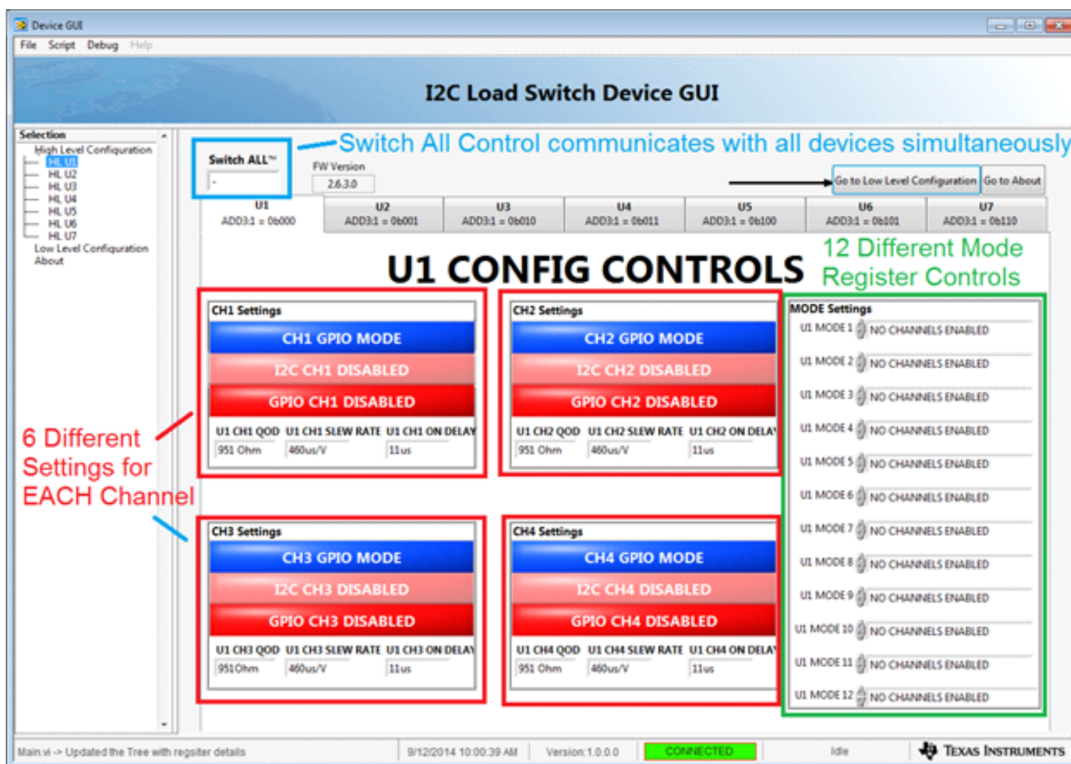 Device GUI
File Script Debug Help
I2C Load Switch Device GUI
Selection
High Level Configuration
HL U1
HL U2
HL U3
HL U4
HL U5
HL U6
HL U7
Low Level Configuration
About
Switch All Control communicates with all devices simultaneously
Switch ALL™
-
FW Version
2.6.3.0
Go to Low Level Configuration
Go to About
U1
ADD3:1 = 0b000
U2
ADD3:1 = 0b001
U3
ADD3:1 = 0b010
U4
ADD3:1 = 0b011
U5
ADD3:1 = 0b100
U6
ADD3:1 = 0b101
U7
ADD3:1 = 0b110
U1 CONFIG CONTROLS
12 Different Mode
Register Controls
6 Different
Settings for
EACH Channel
CH1 Settings
CH1 GPIO MODE
I2C CH1 DISABLED
GPIO CH1 DISABLED
U1 CH1 QOD U1 CH1 SLEW RATE U1 CH1 ON DELAY
951 Ohm 460us/V 11us
CH2 Settings
CH2 GPIO MODE
I2C CH2 DISABLED
GPIO CH2 DISABLED
U1 CH2 QOD U1 CH2 SLEW RATE U1 CH2 ON DELAY
951 Ohm 460us/V 11us
CH3 Settings
CH3 GPIO MODE
I2C CH3 DISABLED
GPIO CH3 DISABLED
U1 CH3 QOD U1 CH3 SLEW RATE U1 CH3 ON DELAY
951Ohm 460us/V 11us
CH4 Settings
CH4 GPIO MODE
I2C CH4 DISABLED
GPIO CH4 DISABLED
U1 CH4 QOD U1 CH4 SLEW RATE U1 CH4 ON DELAY
951 Ohm 460us/V 11us
MODE Settings
U1 MODE 1 NO CHANNELS ENABLED
U1 MODE 2 NO CHANNELS ENABLED
U1 MODE 3 NO CHANNELS ENABLED
U1 MODE 4 NO CHANNELS ENABLED
U1 MODE 5 NO CHANNELS ENABLED
U1 MODE 6 NO CHANNELS ENABLED
U1 MODE 7 NO CHANNELS ENABLED
U1 MODE 8 NO CHANNELS ENABLED
U1 MODE 9 NO CHANNELS ENABLED
U1 MODE 10 NO CHANNELS ENABLED
U1 MODE 11 NO CHANNELS ENABLED
U1 MODE 12 NO CHANNELS ENABLED
Main.vi -> Updated the Tree with regsiter details
9/12/2014 10:00:39 AM
Version:1.0.0.0
CONNECTED
Idle
TEXAS INSTRUMENTS